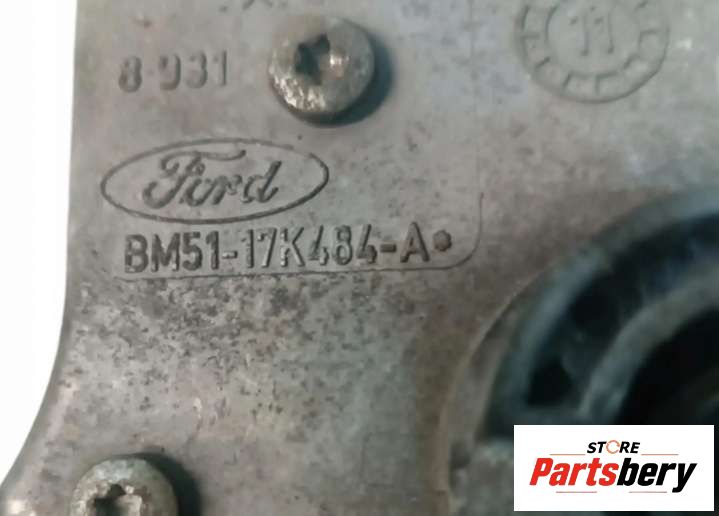 11
8-931
Ford
BM51-17K484-A•
STORE
Partsbery